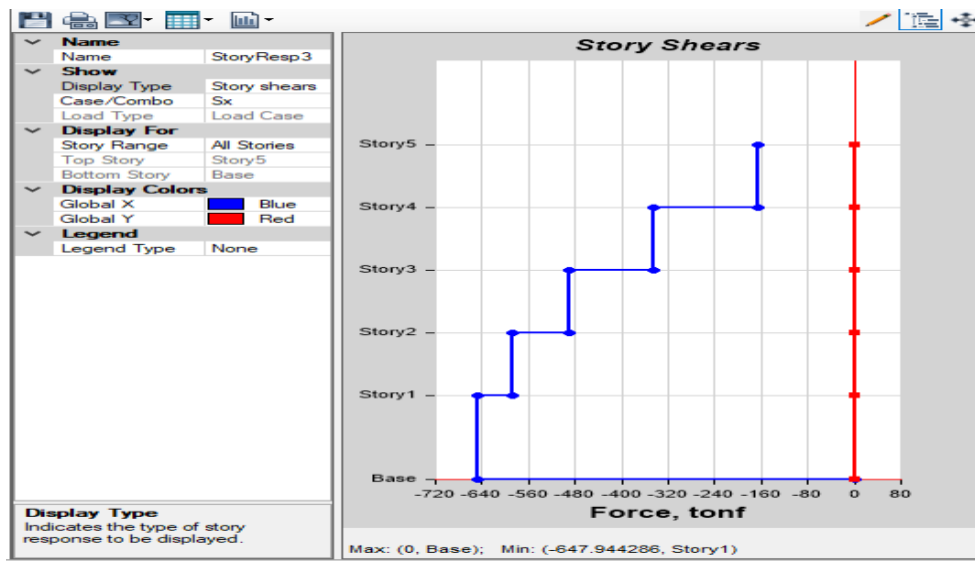 Name
Name StoryResp3
Show
Display Type Story shears
Case/Combo Sx
Load Type Load Case
Display For
Story Range All Stories
Top Story Story5
Bottom Story Base
Display Colors
Global X Blue
Global Y Red
Legend
Legend Type None
Display Type
Indicates the type of story
response to be displayed.
Story Shears
Story5
Story4
Story3
Story2
Story1
Base
-720 -640 -560 -480 -400 -320 -240 -160 -80 0 80
Force, tonf
Max: (0, Base); Min: (-647.944286, Story1)